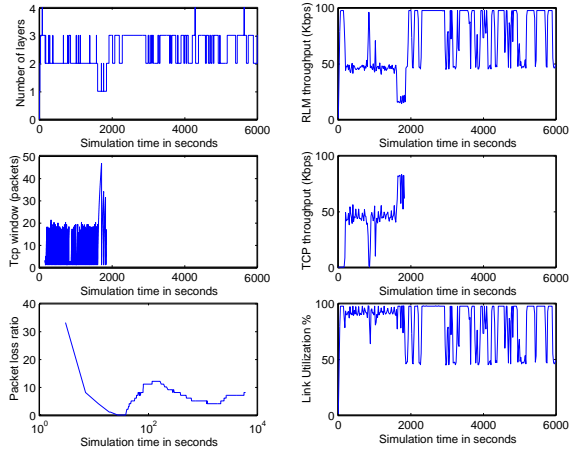 4
3
2
1
0
Number of layers
0 2000 4000 6000
Simulation time in seconds
100
50
0
RLM throughput (Kbps)
0 2000 4000 6000
Simulation time in seconds
50
40
30
20
10
0
Tcp window (packets)
0 2000 4000 6000
Simulation time in seconds
100
50
0
TCP throughput (Kbps)
0 2000 4000 6000
Simulation time in seconds
40
30
20
10
0
Packet loss ratio
10^0 10^2 10^4
Simulation time in seconds
100
50
0
Link Utilization %
0 2000 4000 6000
Simulation time in seconds